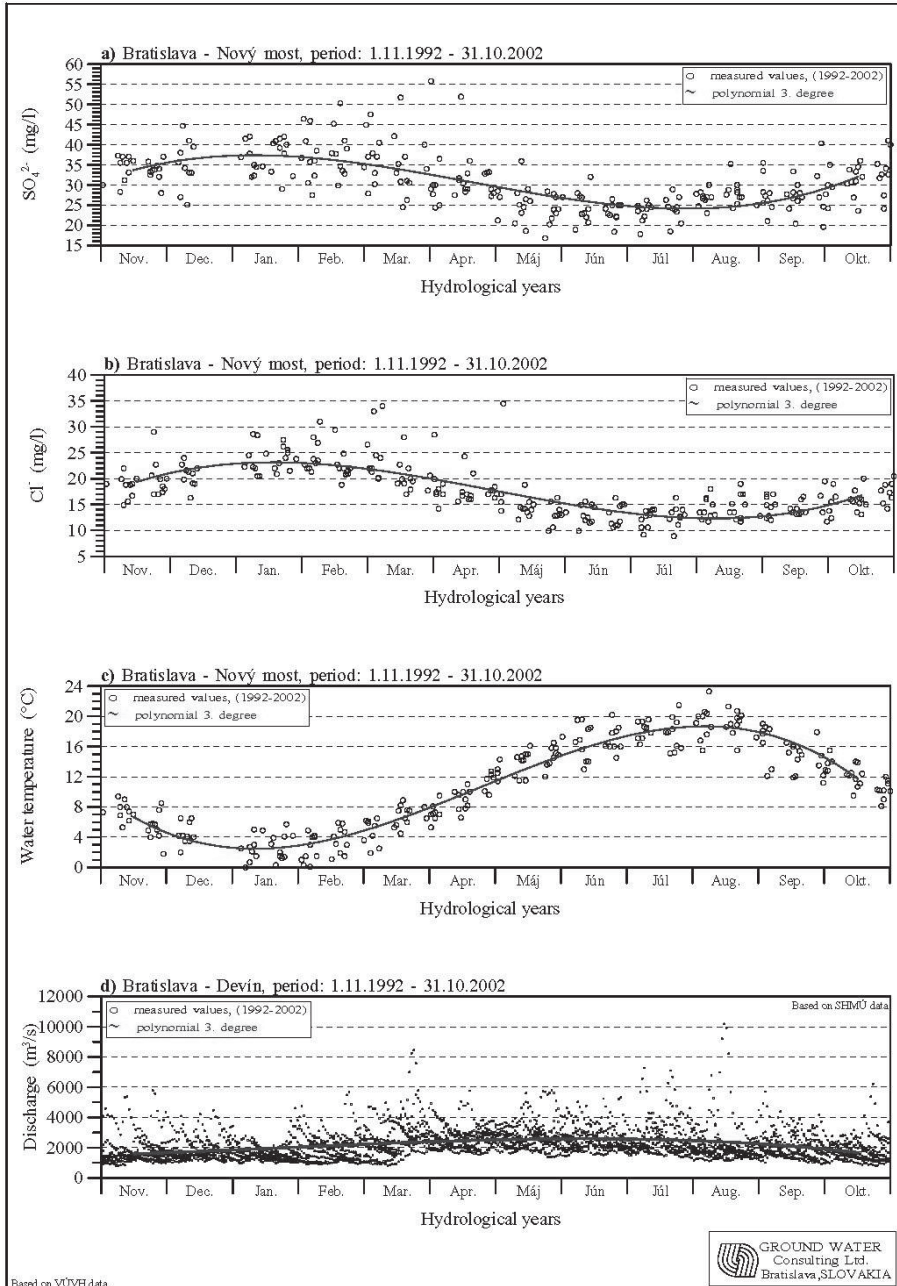 a) Bratislava - Nový most, period: 1.11.1992 - 31.10.2002
measured values, (1992-2002)
polynomial 3. degree
SO₄²⁻ (mg/l)
60
55
50
45
40
35
30
25
20
15
Nov. Dec. Jan. Feb. Mar. Apr. Máj Jún Júl Aug. Sep. Okt.
Hydrological years
b) Bratislava - Nový most, period: 1.11.1992 - 31.10.2002
measured values, (1992-2002)
polynomial 3. degree
Cl⁻ (mg/l)
40
35
30
25
20
15
10
5
Nov. Dec. Jan. Feb. Mar. Apr. Máj Jún Júl Aug. Sep. Okt.
Hydrological years
c) Bratislava - Nový most, period: 1.11.1992 - 31.10.2002
measured values, (1992-2002)
polynomial 3. degree
Water temperature (°C)
24
20
16
12
8
4
0
Nov. Dec. Jan. Feb. Mar. Apr. Máj Jún Júl Aug. Sep. Okt.
Hydrological years
d) Bratislava - Devín, period: 1.11.1992 - 31.10.2002
measured values, (1992-2002)
polynomial 3. degree
Based on SHMÚ data
Discharge (m³/s)
12000
10000
8000
6000
4000
2000
0
Nov. Dec. Jan. Feb. Mar. Apr. Máj Jún Júl Aug. Sep. Okt.
Hydrological years
GROUND WATER
Consulting Ltd.
Bratislava,SLOVAKIA
Based on VÚVH data